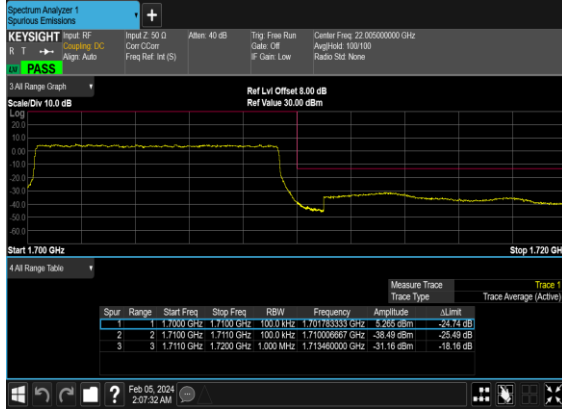 Spectrum Analyzer 1
Spurious Emissions
+
KEYSIGHT Input: RF Input Z: 50 Ω Atten: 40 dB Trig: Free Run Center Freq: 22.005000000 GHz
R T Coupling: DC Corr CCorr Gate: Off Avg|Hold: 100/100
Align: Auto Freq Ref: Int (S) IF Gain: Low Radio Std: None
PASS
3 All Range Graph
Ref Lvl Offset 8.00 dB
Scale/Div 10.0 dB Ref Value 30.00 dBm
Log
20.0
10.0
0.00
-10.0
-20.0
-30.0
-40.0
-50.0
-60.0
Start 1.700 GHz Stop 1.720 GH
4 All Range Table
Measure Trace Trace 1
Trace Type Trace Average (Active)
Spur Range Start Freq Stop Freq RBW Frequency Amplitude ΔLimit
1 1 1.7000 GHz 1.7100 GHz 100.0 kHz 1.701783333 GHz 5.265 dBm -24.74 dB
2 2 1.7100 GHz 1.7110 GHz 100.0 kHz 1.710006667 GHz -38.49 dBm -25.49 dB
3 3 1.7110 GHz 1.7200 GHz 1.000 MHz 1.713460000 GHz -31.16 dBm -18.16 dB
? Feb 05, 2024
2:07:32 AM